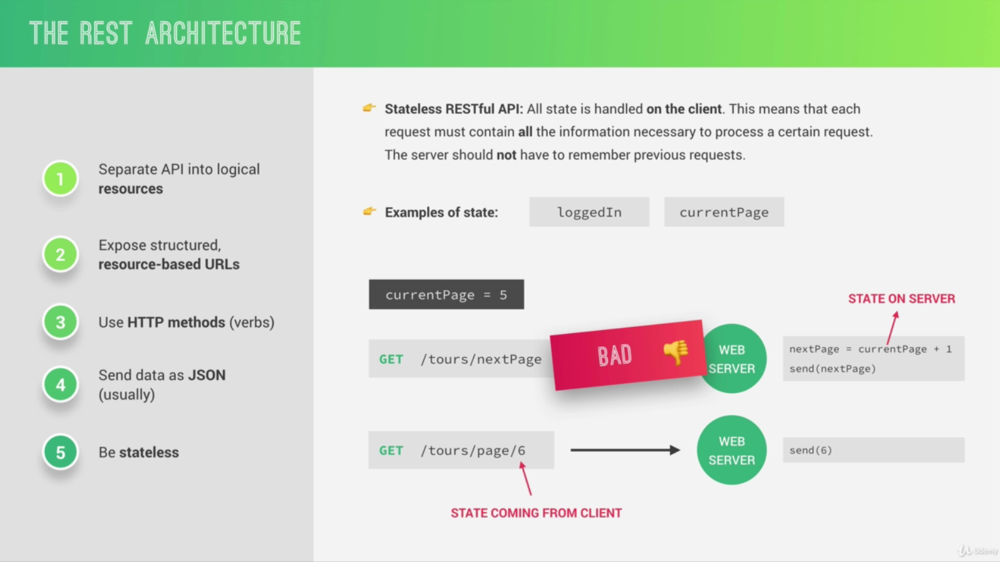 THE REST ARCHITECTURE
1
Separate API into logical
resources
2
Expose structured,
resource-based URLs
3
Use HTTP methods (verbs)
4
Send data as JSON
(usually)
5
Be stateless
Stateless RESTful API: All state is handled on the client. This means that each
request must contain all the information necessary to process a certain request.
The server should not have to remember previous requests.
Examples of state:
loggedIn
currentPage
currentPage = 5
STATE ON SERVER
GET /tours/nextPage
BAD
WEB
SERVER
nextPage = currentPage + 1
send(nextPage)
GET /tours/page/6
WEB
SERVER
send(6)
STATE COMING FROM CLIENT
Udemy